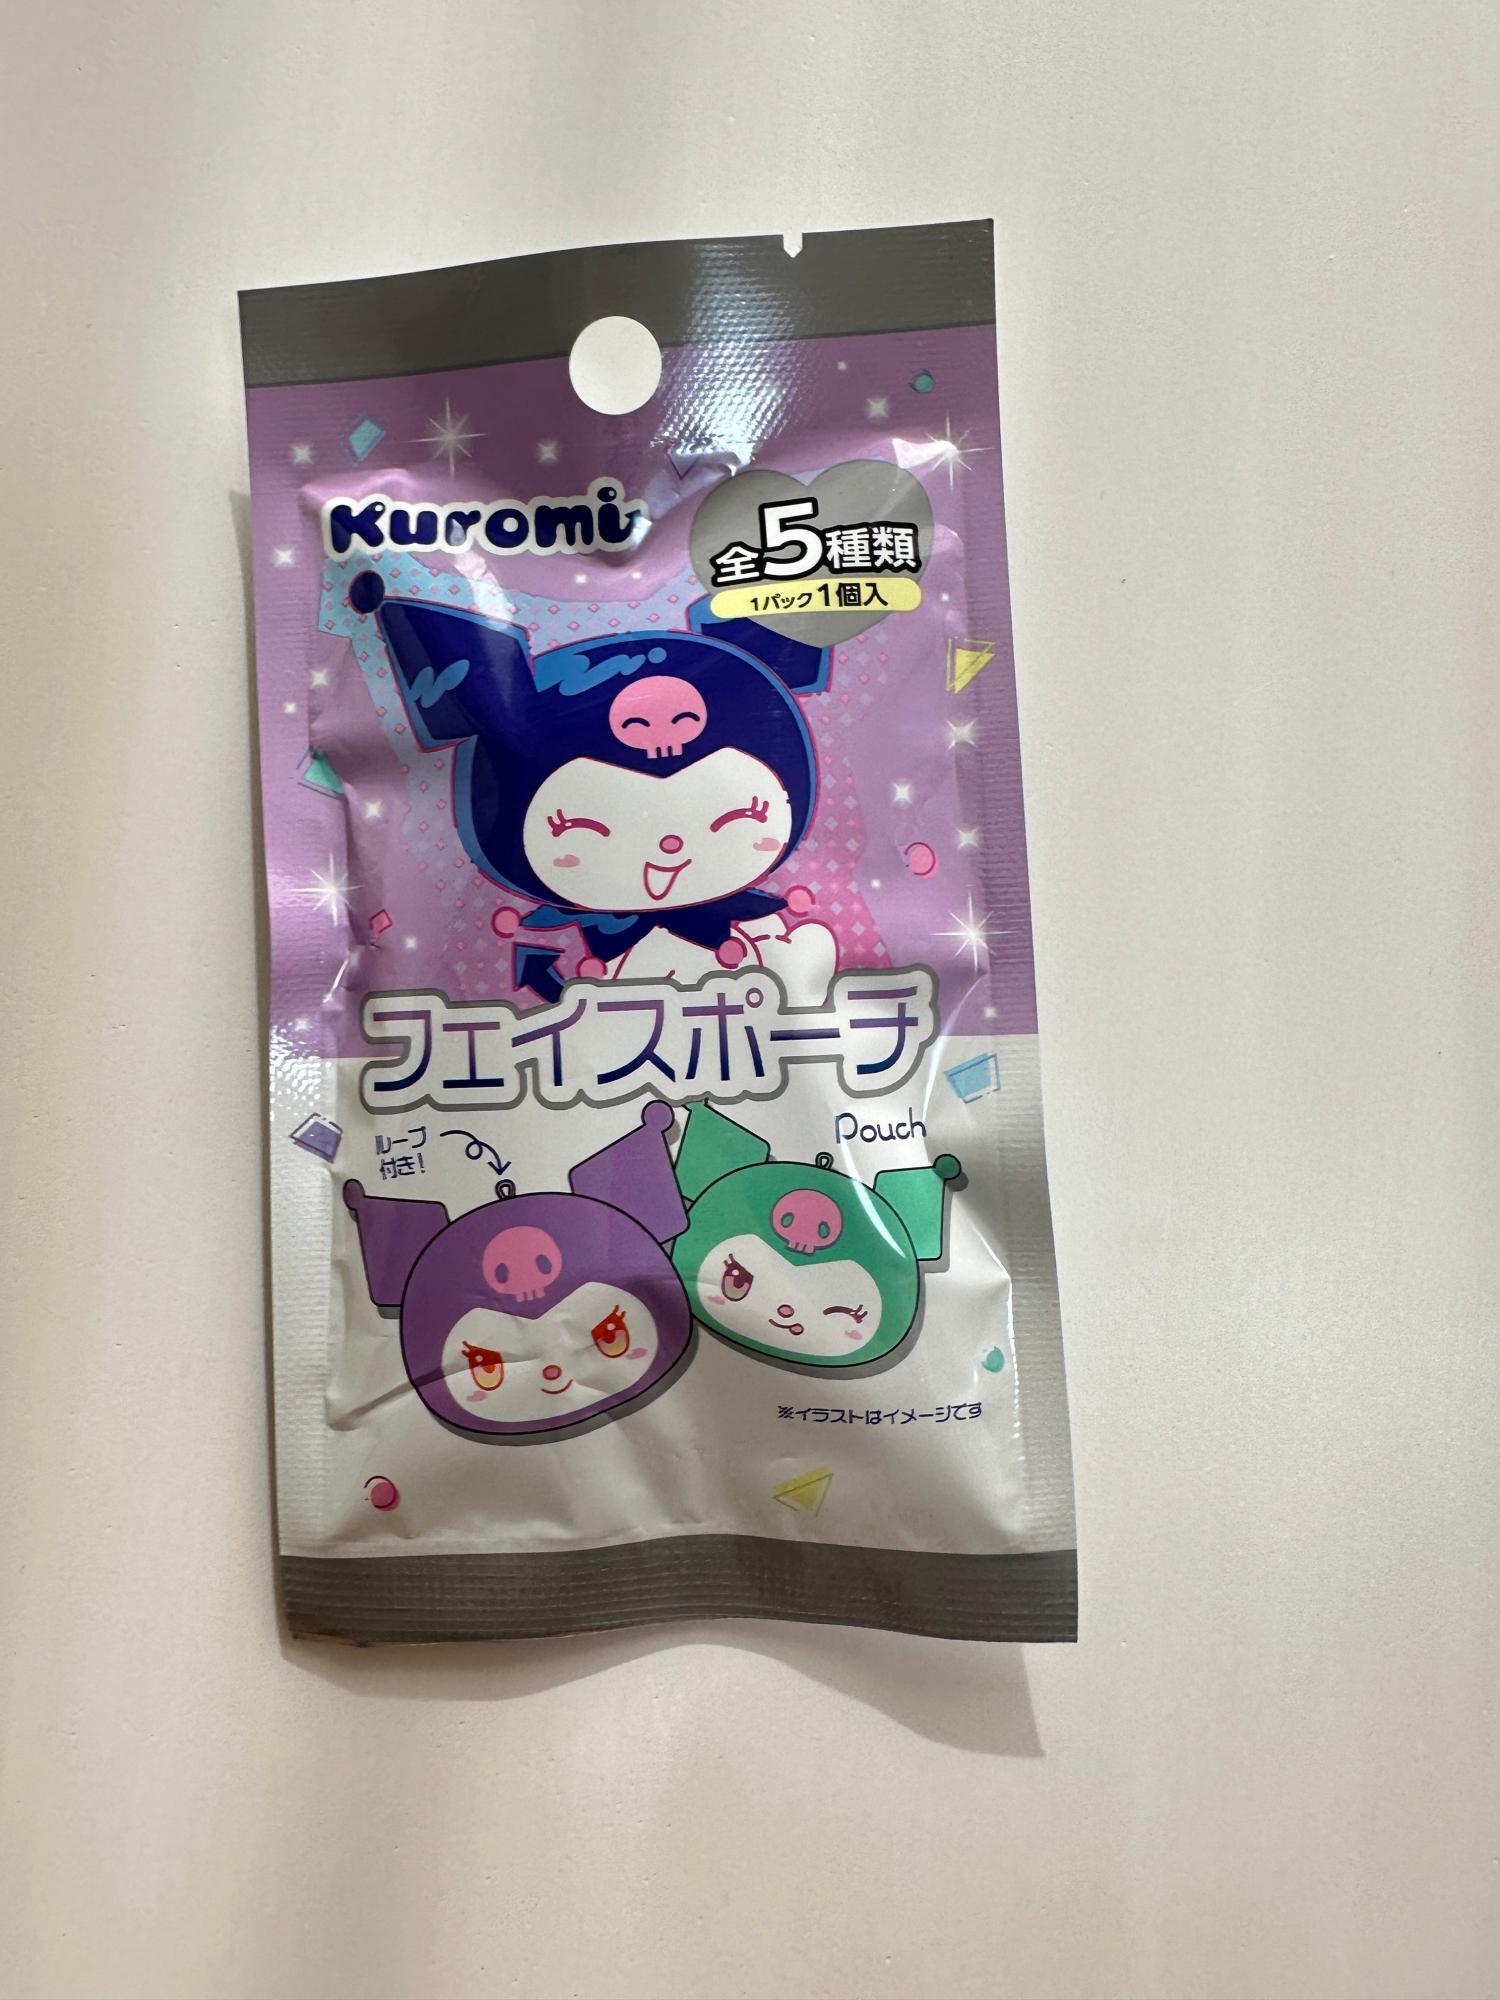 Kuromi
全5種類
1パック1個入
フェイスポーチ
Pouch
ループ
付き!
※イラストはイメージです